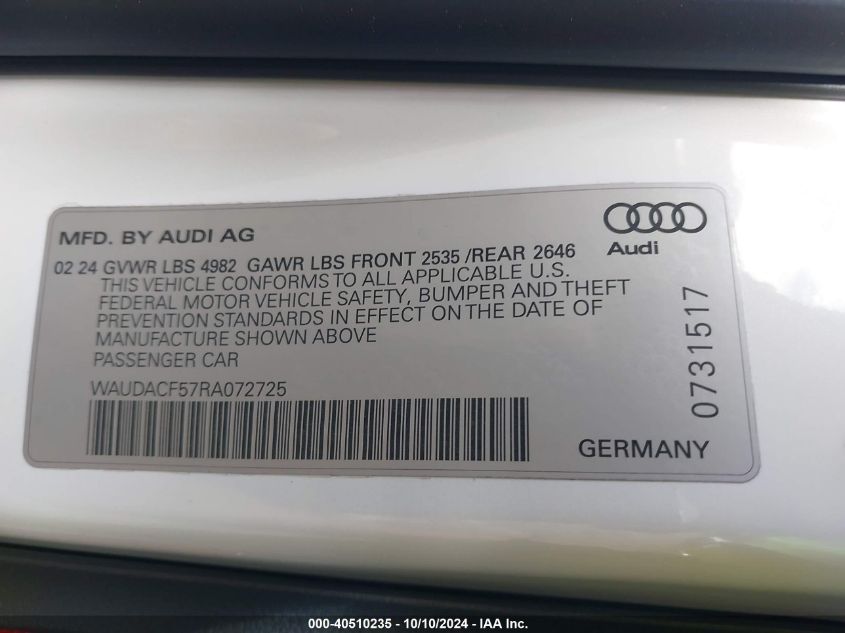 MFD. BY AUDI AG
Audi
02 24 GVWR LBS 4982 GAWR LBS FRONT 2535 /REAR 2646
THIS VEHICLE CONFORMS TO ALL APPLICABLE U.S.
FEDERAL MOTOR VEHICLE SAFETY, BUMPER AND THEFT
PREVENTION STANDARDS IN EFFECT ON THE DATE OF
MANUFACTURE SHOWN ABOVE
PASSENGER CAR
WAUDACF57RA072725
0731517
GERMANY
000-40510235 - 10/10/2024 - IAA Inc.